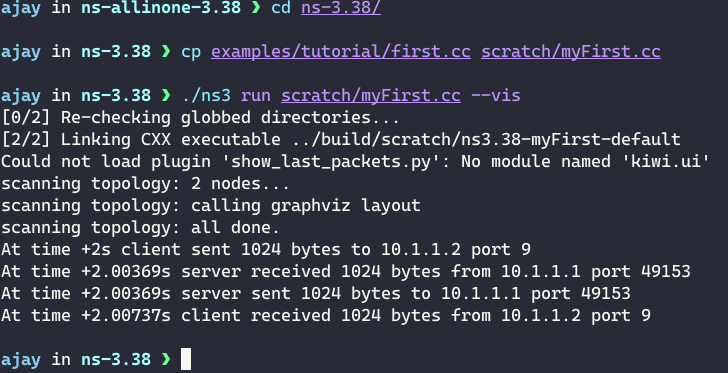 ajay in ns-allinone-3.38 ❯ cd ns-3.38/
ajay in ns-3.38 ❯ cp examples/tutorial/first.cc scratch/myFirst.cc
ajay in ns-3.38 ❯ ./ns3 run scratch/myFirst.cc --vis
[0/2] Re-checking globbed directories...
[2/2] Linking CXX executable ../build/scratch/ns3.38-myFirst-default
Could not load plugin 'show_last_packets.py': No module named 'kiwi.ui'
scanning topology: 2 nodes...
scanning topology: calling graphviz layout
scanning topology: all done.
At time +2s client sent 1024 bytes to 10.1.1.2 port 9
At time +2.00369s server received 1024 bytes from 10.1.1.1 port 49153
At time +2.00369s server sent 1024 bytes to 10.1.1.1 port 49153
At time +2.00737s client received 1024 bytes from 10.1.1.2 port 9
ajay in ns-3.38 ❯